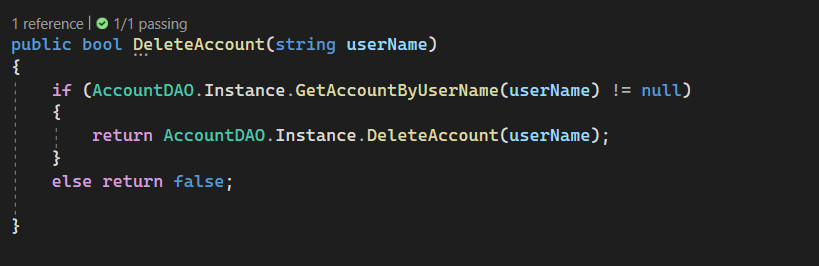 1 reference | 1/1 passing
public bool DeleteAccount(string userName)
{
if (AccountDAO.Instance.GetAccountByUserName(userName) != null)
{
return AccountDAO.Instance.DeleteAccount(userName);
}
else return false;
}